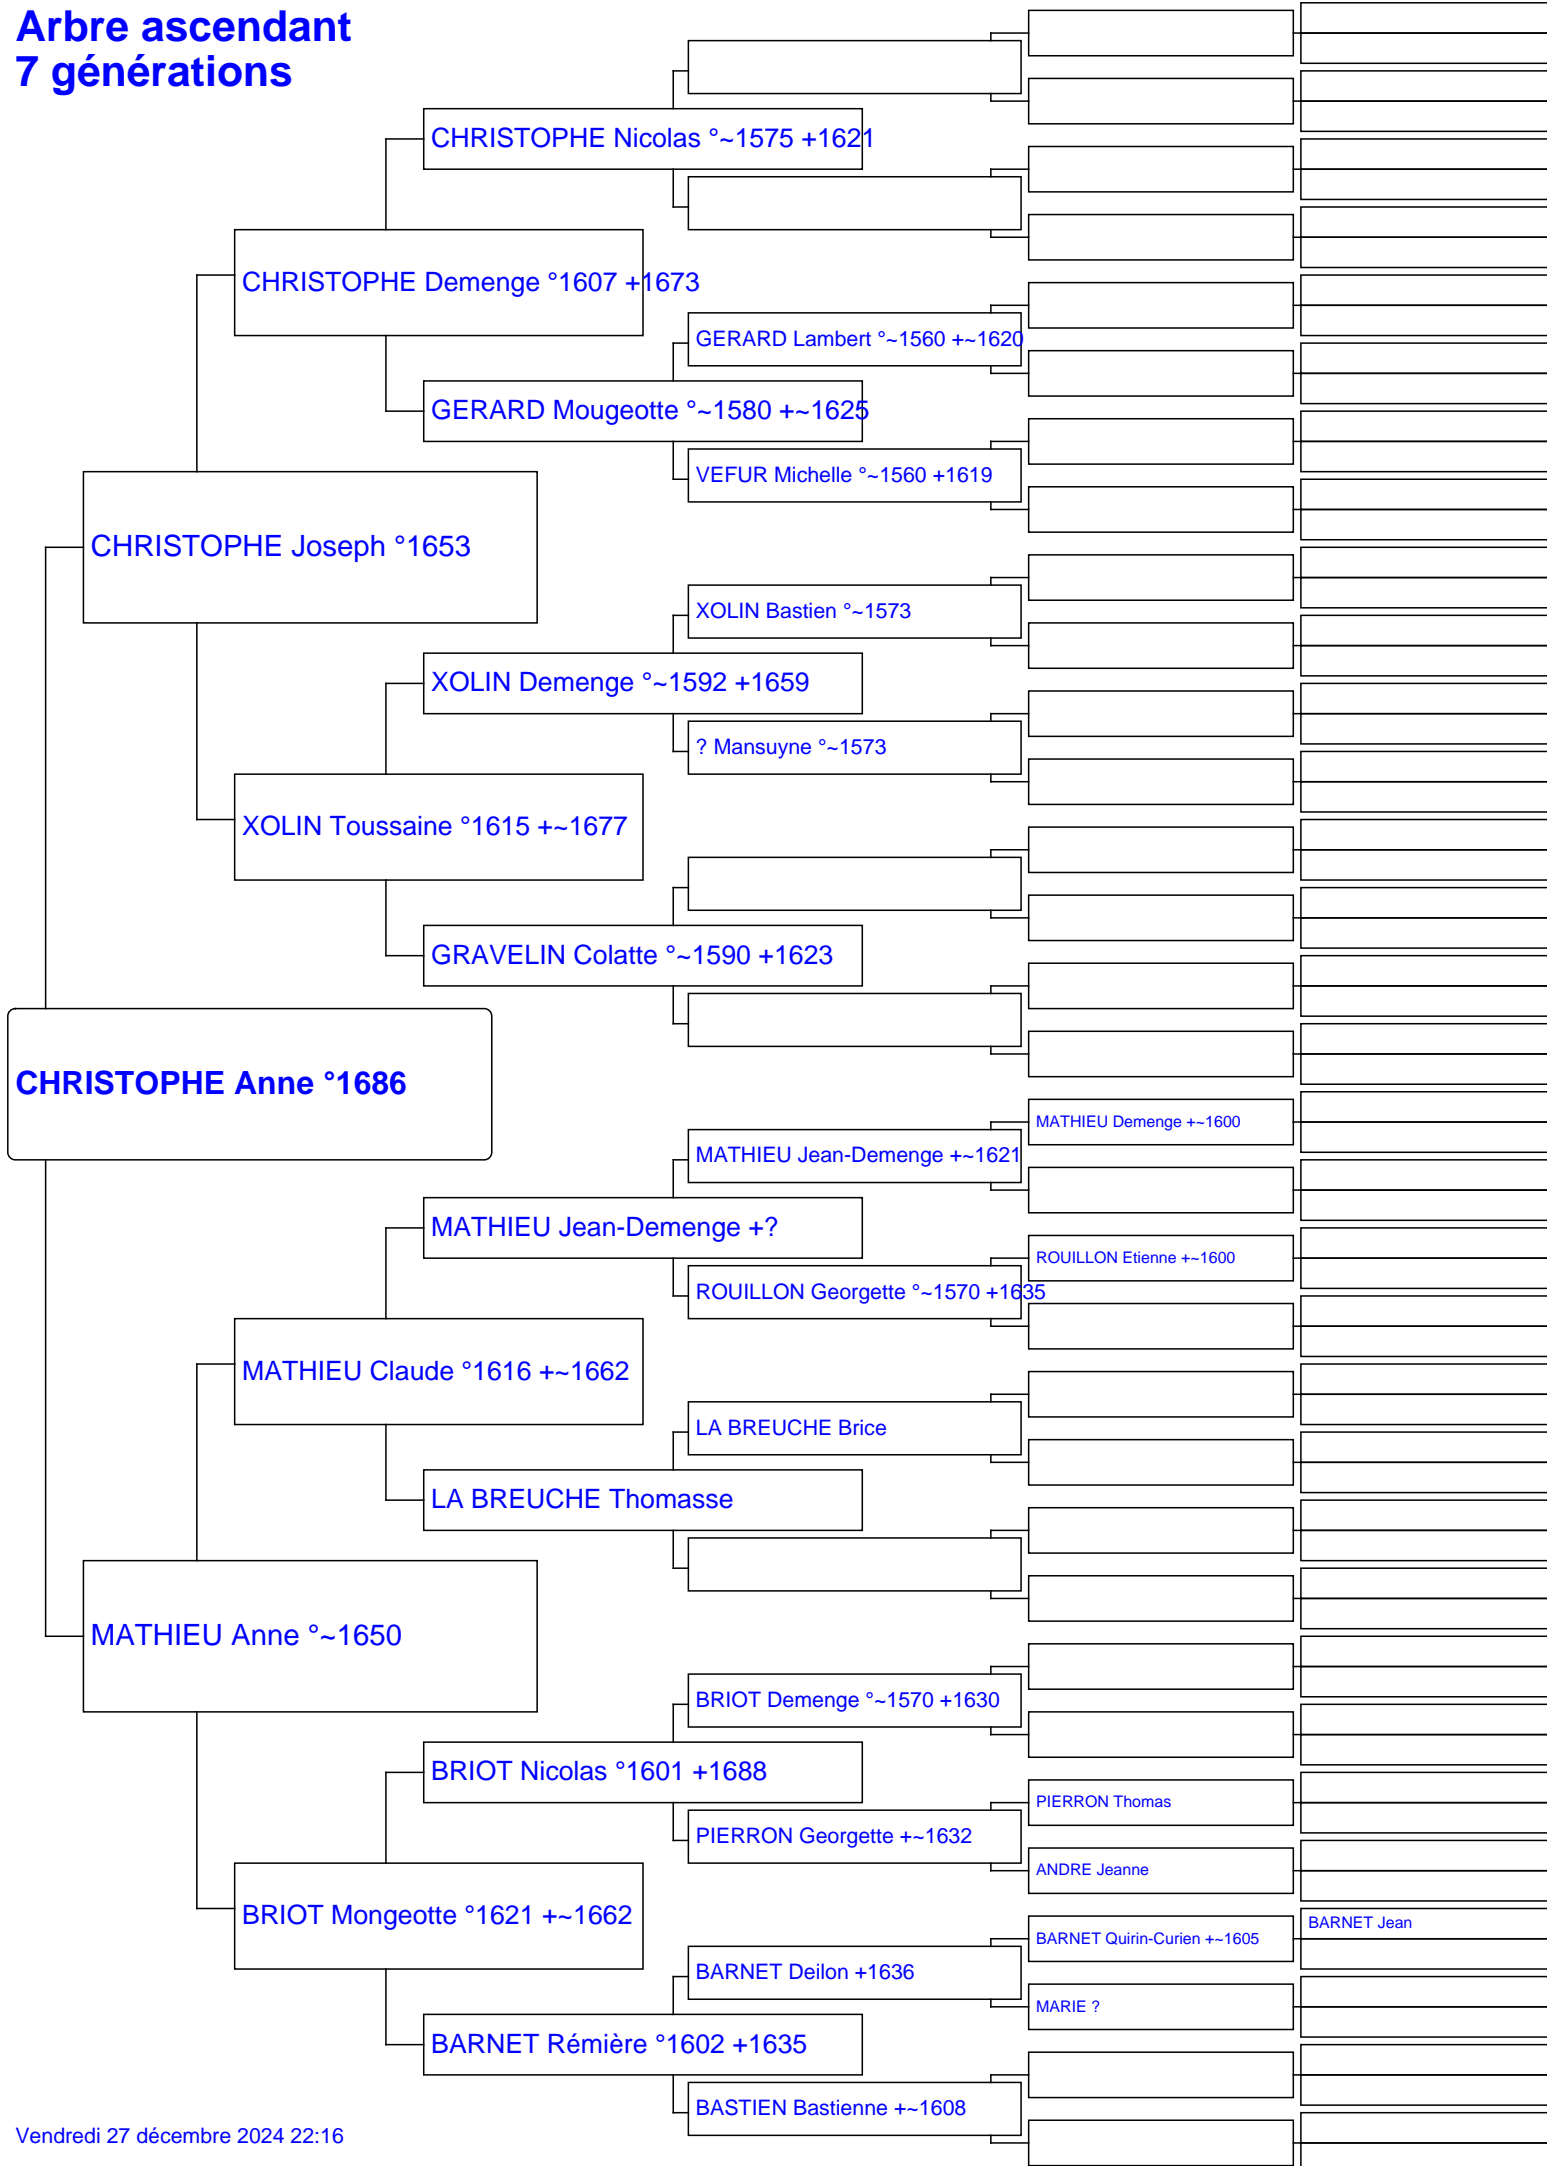 Arbre ascendant
7 générations
CHRISTOPHE Nicolas °~1575 +1621
CHRISTOPHE Demenge °1607 +1673
GERARD Lambert °~1560 +~1620
GERARD Mougeotte °~1580 +~1625
VEFUR Michelle °~1560 +1619
CHRISTOPHE Joseph °1653
XOLIN Bastien °~1573
XOLIN Demenge °~1592 +1659
? Mansuyne °~1573
XOLIN Toussaine °1615 +~1677
GRAVELIN Colatte °~1590 +1623
CHRISTOPHE Anne °1686
MATHIEU Demenge +~1600
MATHIEU Jean-Demenge +~1621
MATHIEU Jean-Demenge +?
ROUILLON Etienne +~1600
ROUILLON Georgette °~1570 +1635
MATHIEU Claude °1616 +~1662
LA BREUCHE Brice
LA BREUCHE Thomasse
MATHIEU Anne °~1650
BRIOT Demenge °~1570 +1630
BRIOT Nicolas °1601 +1688
PIERRON Thomas
PIERRON Georgette +~1632
ANDRE Jeanne
BRIOT Mongeotte °1621 +~1662
BARNET Jean
BARNET Quirin-Curien +~1605
BARNET Deilon +1636
MARIE ?
BARNET Rémière °1602 +1635
BASTIEN Bastienne +~1608
Vendredi 27 décembre 2024 22:16